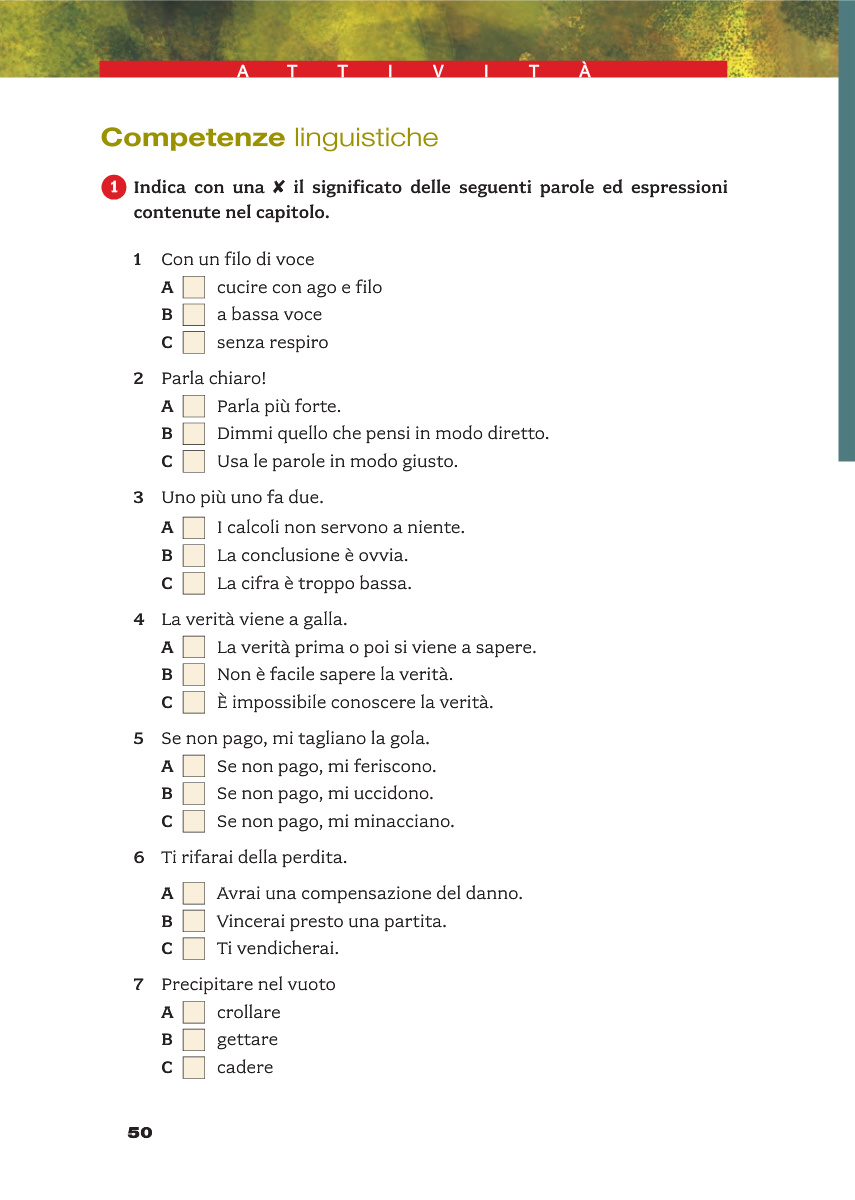 ATTIVITÀ
Competenze linguistiche
1 Indica con una ✘ il significato delle seguenti parole ed espressioni
contenute nel capitolo.
1 Con un filo di voce
A cucire con ago e filo
B a bassa voce
C senza respiro
2 Parla chiaro!
A Parla più forte.
B Dimmi quello che pensi in modo diretto.
C Usa le parole in modo giusto.
3 Uno più uno fa due.
A I calcoli non servono a niente.
B La conclusione è ovvia.
C La cifra è troppo bassa.
4 La verità viene a galla.
A La verità prima o poi si viene a sapere.
B Non è facile sapere la verità.
C È impossibile conoscere la verità.
5 Se non pago, mi tagliano la gola.
A Se non pago, mi feriscono.
B Se non pago, mi uccidono.
C Se non pago, mi minacciano.
6 Ti rifarai della perdita.
A Avrai una compensazione del danno.
B Vincerai presto una partita.
C Ti vendicherai.
7 Precipitare nel vuoto
A crollare
B gettare
C cadere
50